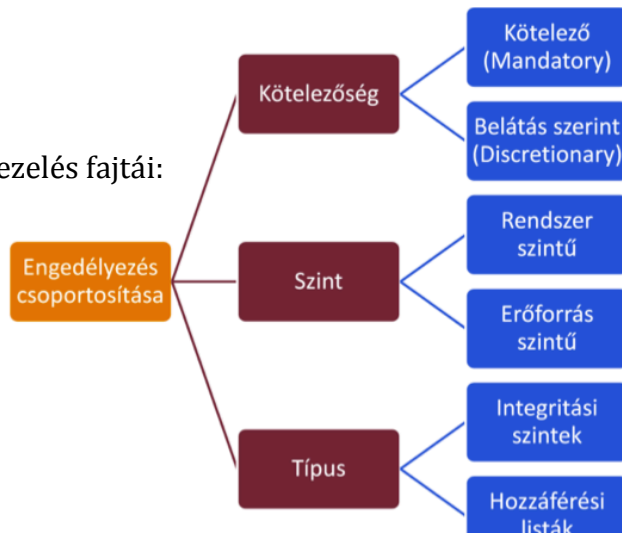 ezelés fajtái:
Engedélyezés
csoportosítása
Kötelezőség
Kötelező
(Mandatory)
Belátás szerint
(Discretionary)
Szint
Rendszer
szintű
Erőforrás
szintű
Típus
Integritási
szintek
Hozzáférési
listák